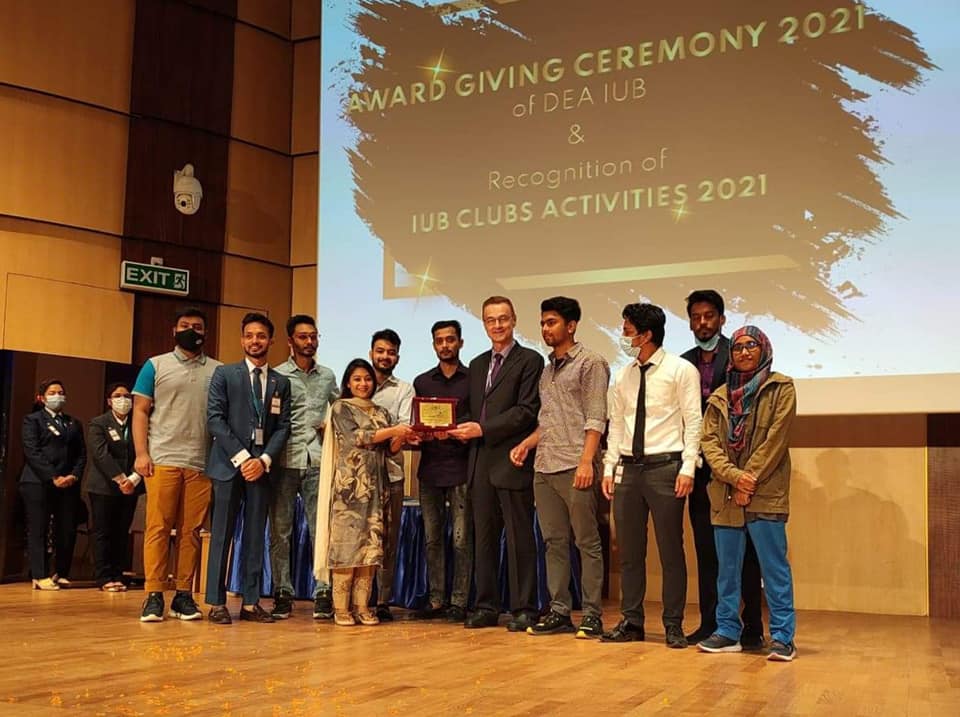 AWARD GIVING CEREMONY 2021
of DEA IUB
&
Recognition of
IUB CLUBS ACTIVITIES 2021
EXIT